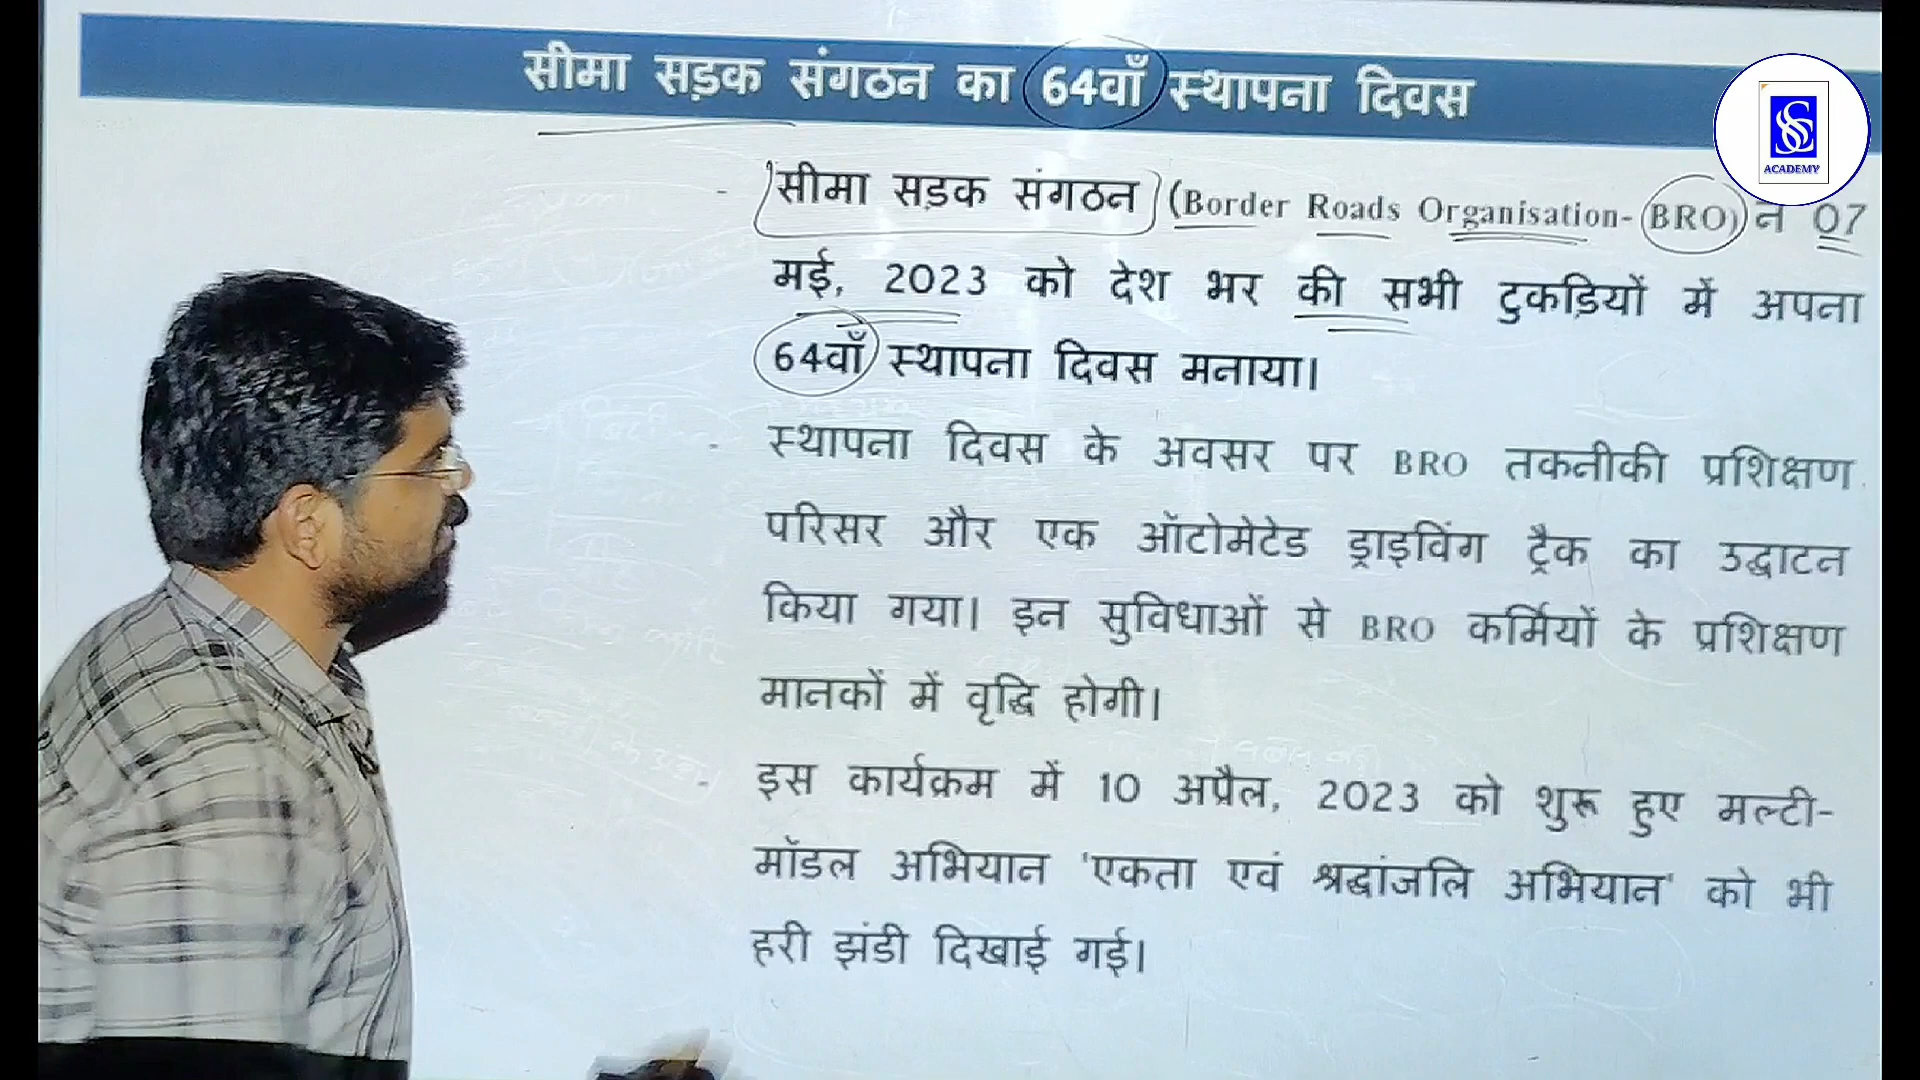 सीमा सड़क संगठन का 64वाँ स्थापना दिवस
ACADEMY
सीमा सड़क संगठन (Border Roads Organisation- BRO) ने 07
मई, 2023 को देश भर की सभी टुकड़ियों में अपना
64वाँ स्थापना दिवस मनाया।
स्थापना दिवस के अवसर पर BRO तकनीकी प्रशिक्षण
परिसर और एक ऑटोमेटेड ड्राइविंग ट्रैक का उद्घाटन
किया गया। इन सुविधाओं से BRO कर्मियों के प्रशिक्षण
मानकों में वृद्धि होगी।
इस कार्यक्रम में 10 अप्रैल, 2023 को शुरू हुए मल्टी-
मॉडल अभियान 'एकता एवं श्रद्धांजलि अभियान' को भी
हरी झंडी दिखाई गई।